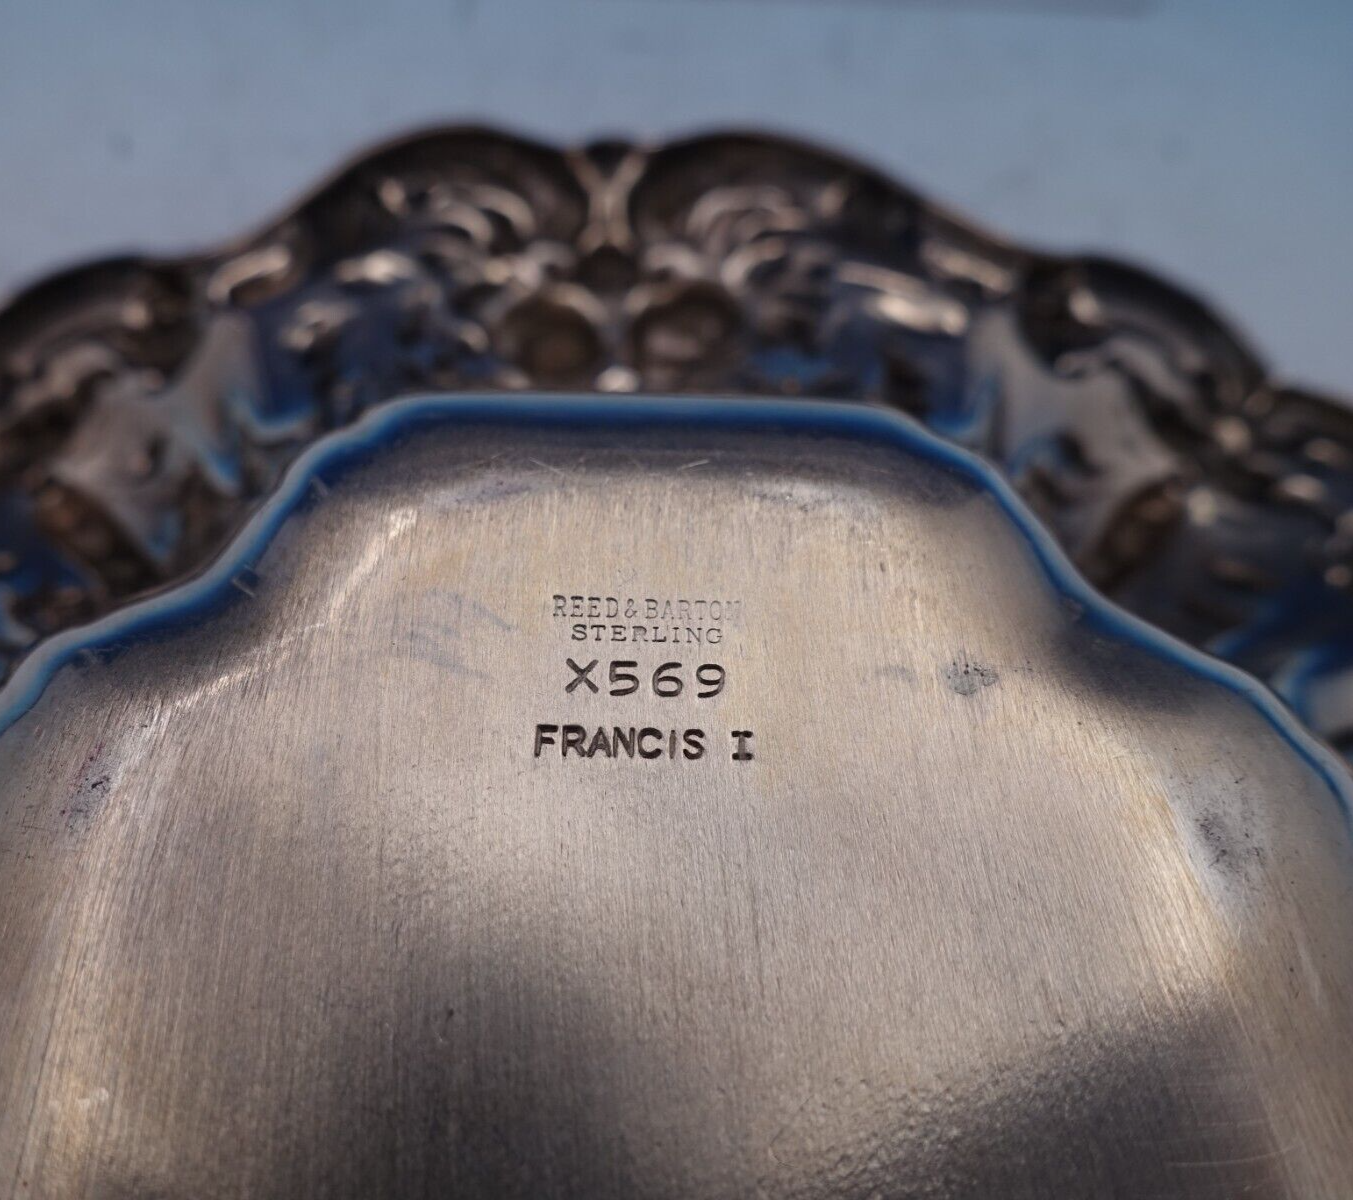 REED & BARTON
STERLING
X569
FRANCIS I